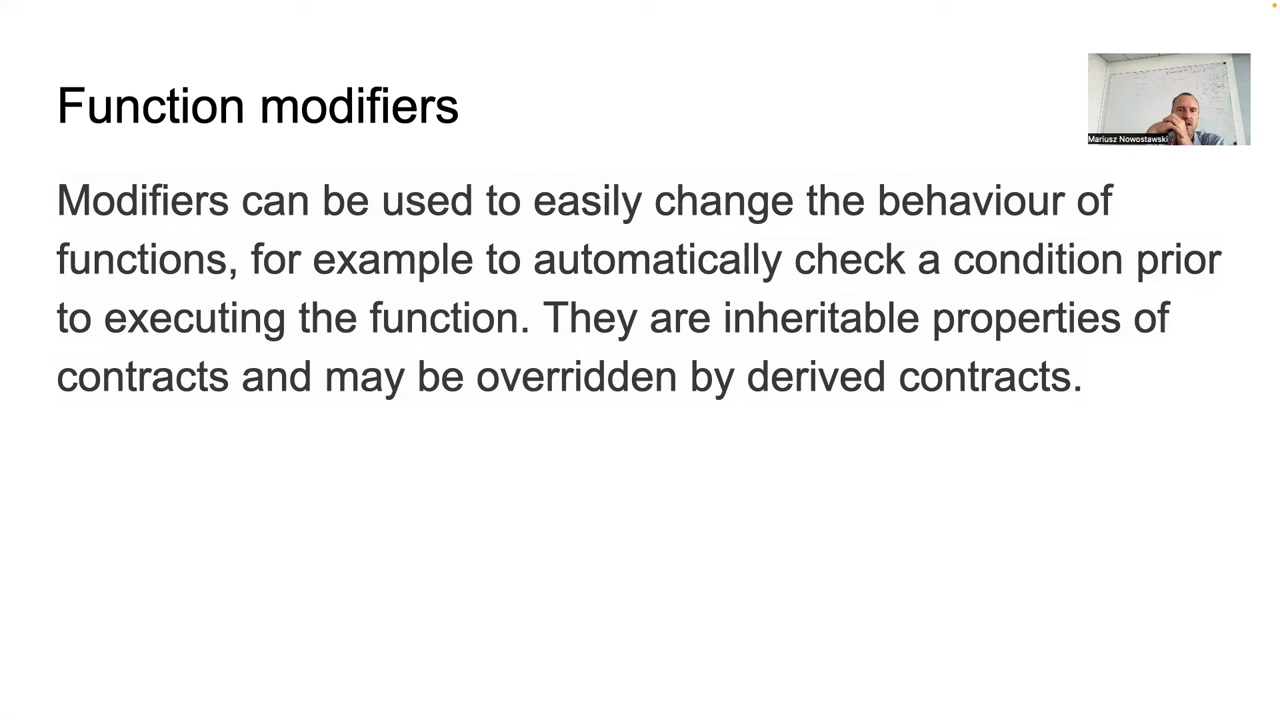 Function modifiers
Mariusz Nowostawski
Modifiers can be used to easily change the behaviour of
functions, for example to automatically check a condition prior
to executing the function. They are inheritable properties of
contracts and may be overridden by derived contracts.